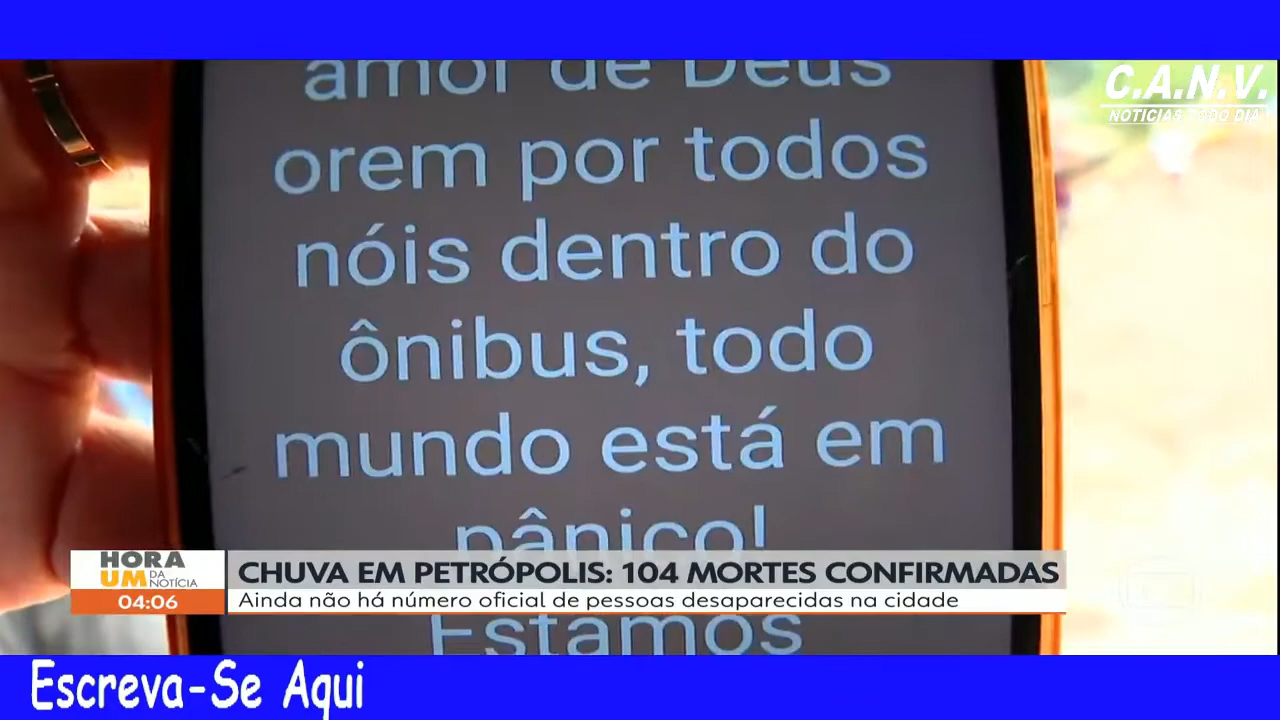 C.A.N.V.
NOTÍCIAS TODO DIA
amor de Deus
orem por todos
nóis dentro do
ônibus, todo
mundo está em
pânico!
Estamos
HORA
UM DA NOTÍCIA
04:06
CHUVA EM PETRÓPOLIS: 104 MORTES CONFIRMADAS
Ainda não há número oficial de pessoas desaparecidas na cidade
Escreva-Se Aqui